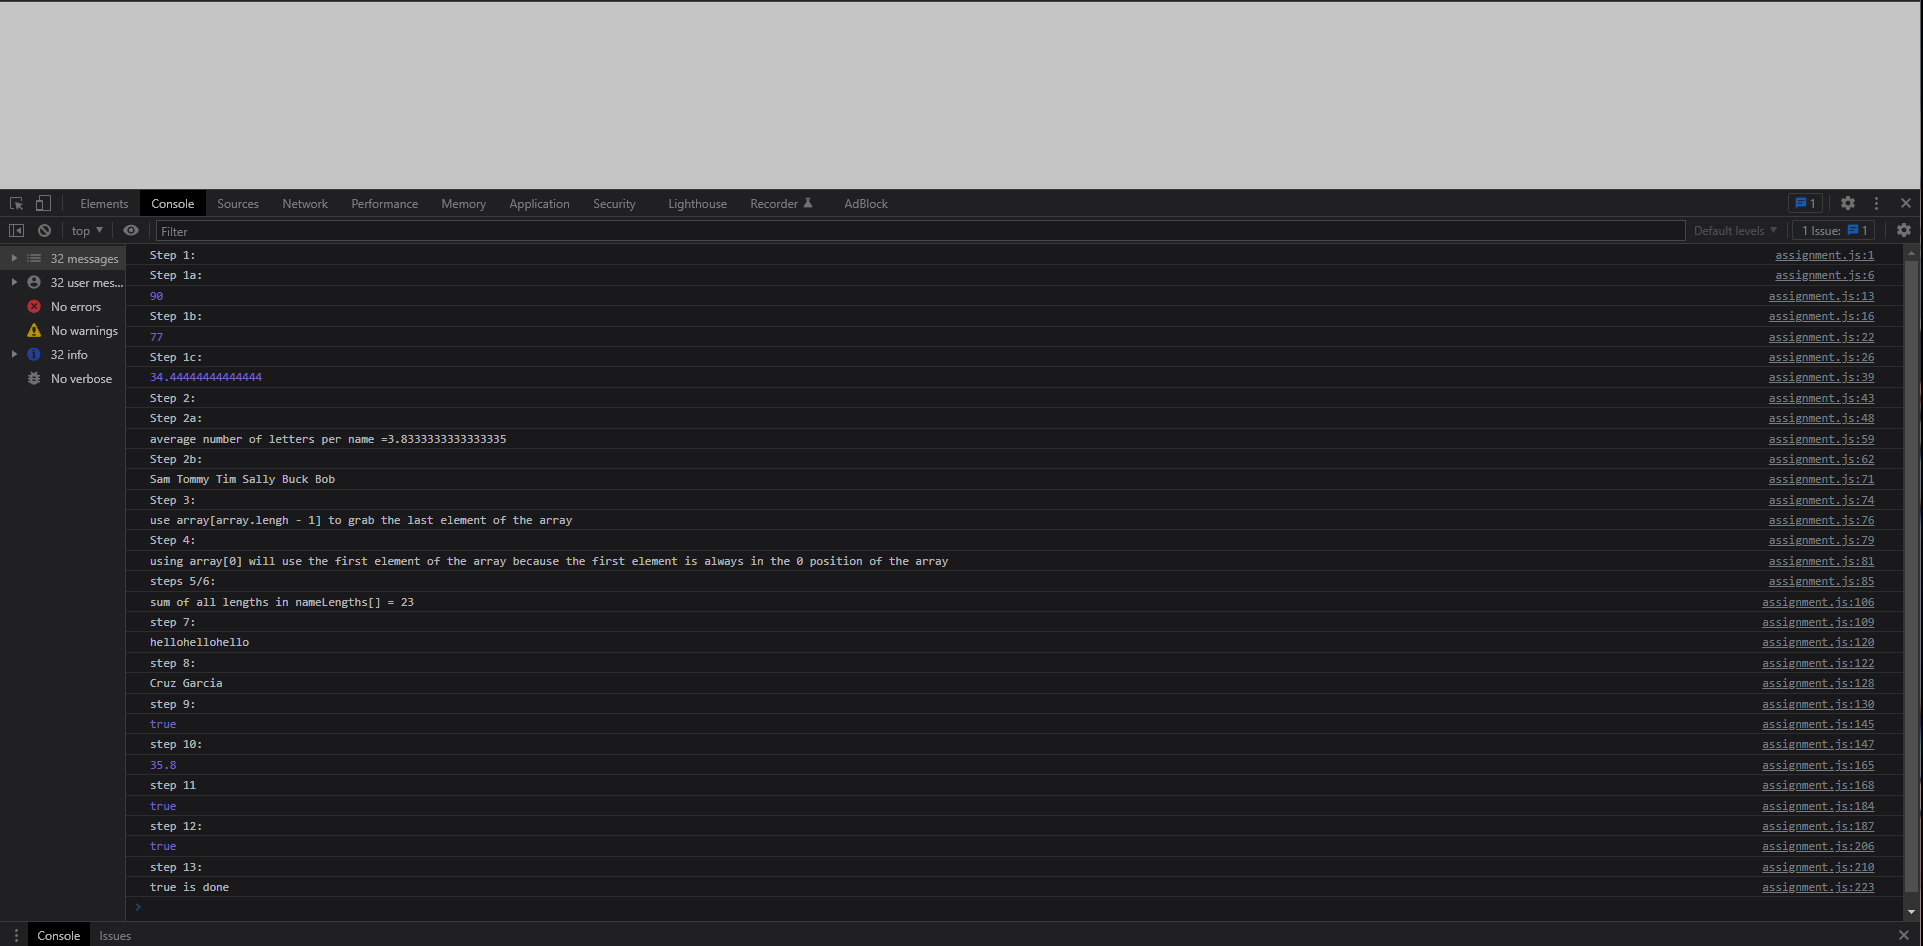 Elements Console Sources Network Performance Memory Application Security Lighthouse Recorder AdBlock 1
top Filter Default levels 1 Issue: 1
32 messages
32 user mes...
No errors
No warnings
32 info
No verbose
Step 1: assignment.js:1
Step 1a: assignment.js:6
90 assignment.js:13
Step 1b: assignment.js:16
77 assignment.js:22
Step 1c: assignment.js:26
34.44444444444444 assignment.js:39
Step 2: assignment.js:43
Step 2a: assignment.js:48
average number of letters per name =3.8333333333333335 assignment.js:59
Step 2b: assignment.js:62
Sam Tommy Tim Sally Buck Bob assignment.js:71
Step 3: assignment.js:74
use array[array.lengh - 1] to grab the last element of the array assignment.js:76
Step 4: assignment.js:79
using array[0] will use the first element of the array because the first element is always in the 0 position of the array assignment.js:81
steps 5/6: assignment.js:85
sum of all lengths in nameLengths[] = 23 assignment.js:106
step 7: assignment.js:109
hellohellohello assignment.js:120
step 8: assignment.js:122
Cruz Garcia assignment.js:128
step 9: assignment.js:130
true assignment.js:145
step 10: assignment.js:147
35.8 assignment.js:165
step 11 assignment.js:168
true assignment.js:184
step 12: assignment.js:187
true assignment.js:206
step 13: assignment.js:210
true is done assignment.js:223
Console Issues